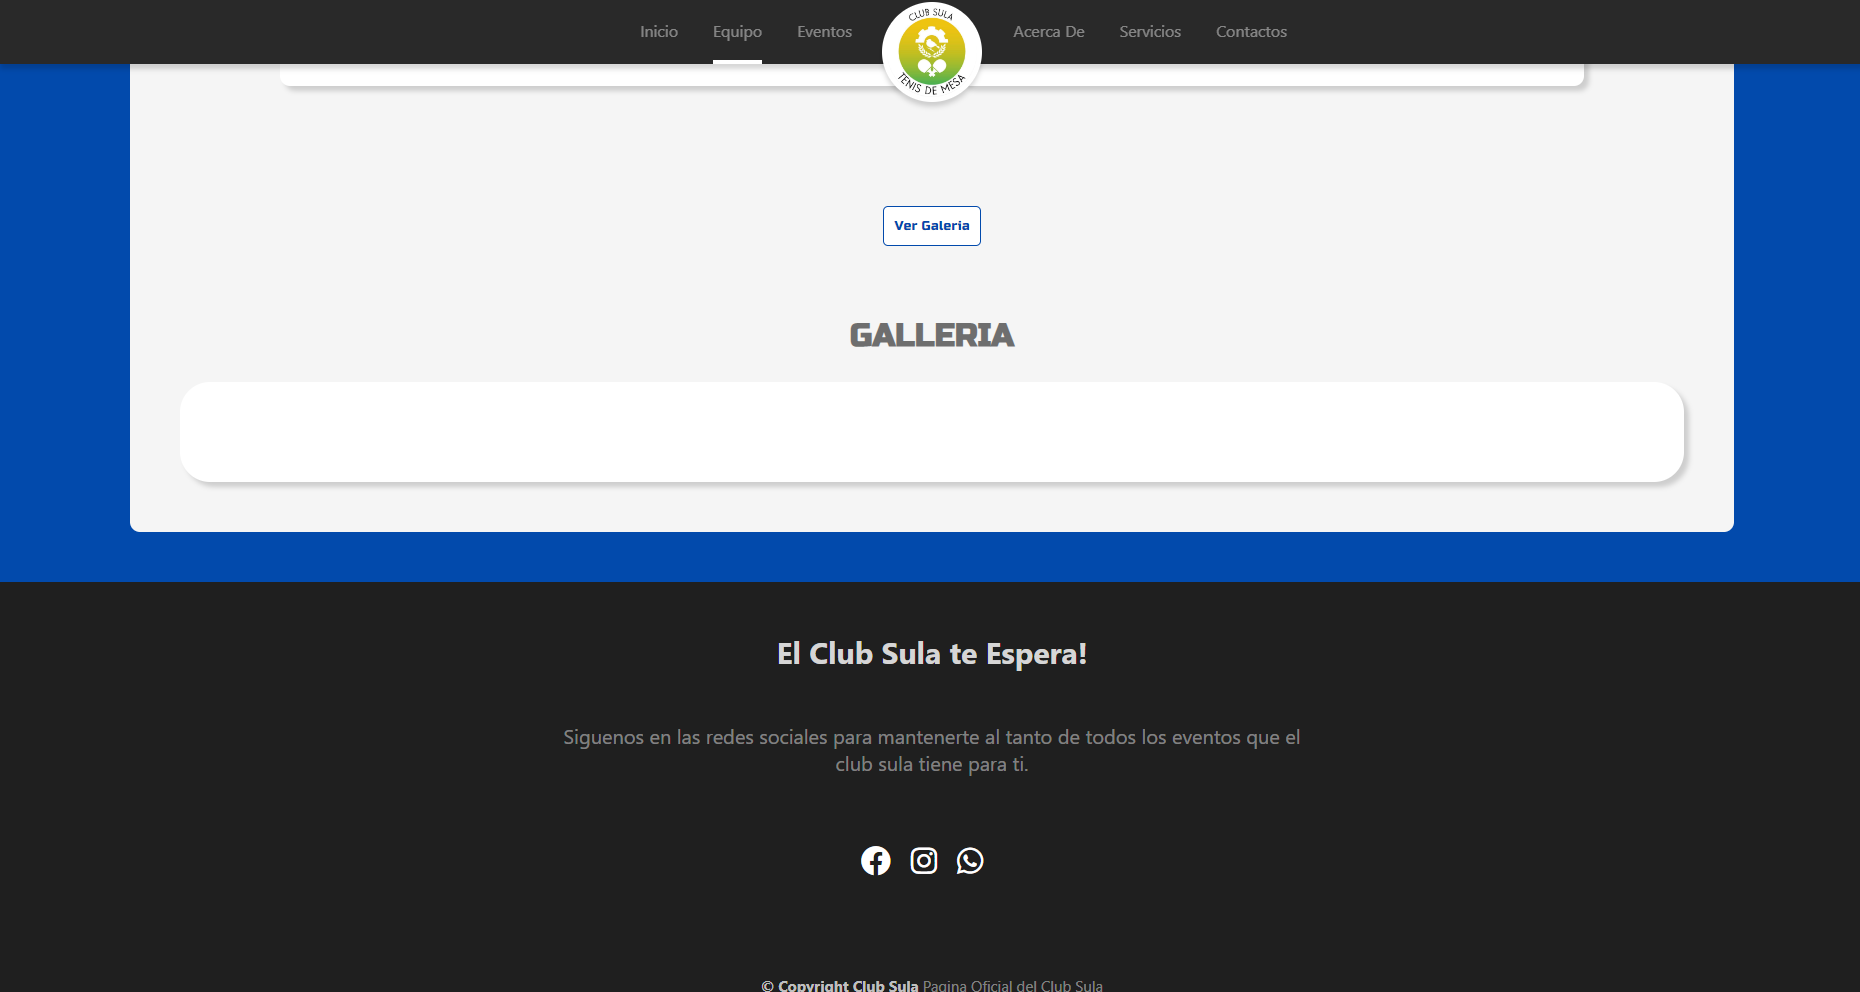 Inicio Equipo Eventos CLUB SULA TENIS DE MESA Acerca De Servicios Contactos
Ver Galeria
GALLERIA
El Club Sula te Espera!
Siguenos en las redes sociales para mantenerte al tanto de todos los eventos que el
club sula tiene para ti.
© Copyright Club Sula Pagina Oficial del Club Sula